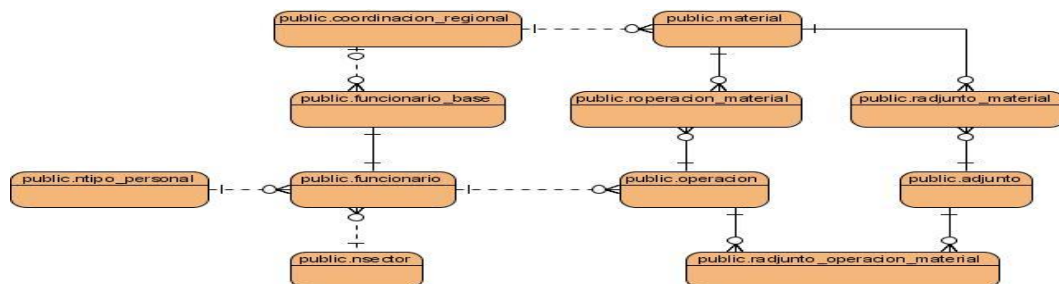 public.coordinacion_regional
public.material
public.funcionario_base
public.roperacion_material
public.radjunto_material
public.ntipo_personal
public.funcionario
public.operacion
public.adjunto
public.nsector
public.radjunto_operacion_material